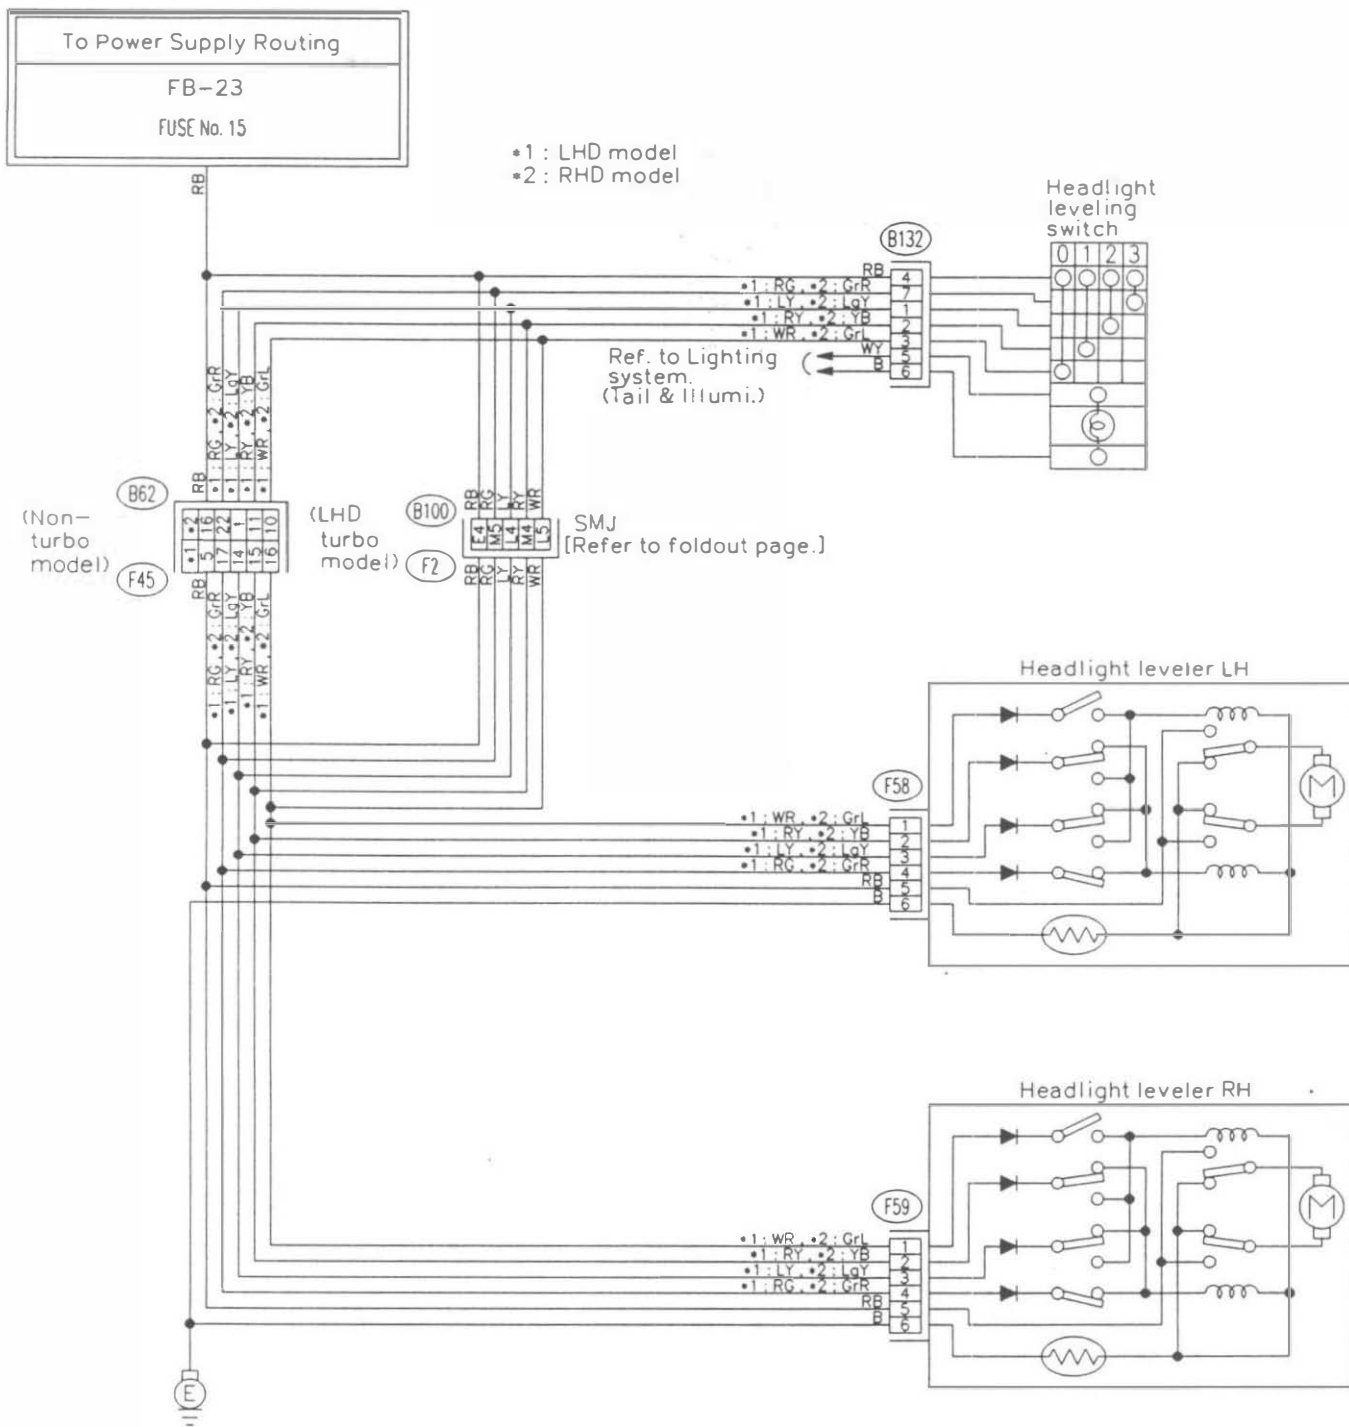 To Power Supply Routing
FB-23
FUSE No. 15
RB
*1 : LHD model
*2 : RHD model
Headlight
leveling
switch
0 1 2 3
B132
RB 4
*1 : RG, *2 : GrR 7
*1 : LY, *2 : LgY 1
*1 : RY, *2 : YB 2
*1 : WR, *2 : GrL 3
WY 5
B 6
Ref. to Lighting
system.
(Tail & Illumi.)
RB
*1 : RG, *2 : GrR
*1 : LY, *2 : LgY
*1 : RY, *2 : YB
*1 : WR, *2 : GrL
B62
(Non-
turbo
model)
*2 16 22 1 11 10
*1 5 17 14 15 16
F45
(LHD
turbo
model)
RB
*1 : RG, *2 : GrR
*1 : LY, *2 : LgY
*1 : RY, *2 : YB
*1 : WR, *2 : GrL
B100
RB RG LY RY WR
E4 M5 L4 M4 L5
SMJ
[Refer to foldout page.]
F2
RB RG LY RY WR
Headlight leveler LH
F58
*1 : WR, *2 : GrL 1
*1 : RY, *2 : YB 2
*1 : LY, *2 : LgY 3
*1 : RG, *2 : GrR 4
RB 5
B 6
M
Headlight leveler RH
F59
*1 : WR, *2 : GrL 1
*1 : RY, *2 : YB 2
*1 : LY, *2 : LgY 3
*1 : RG, *2 : GrR 4
RB 5
B 6
M
E